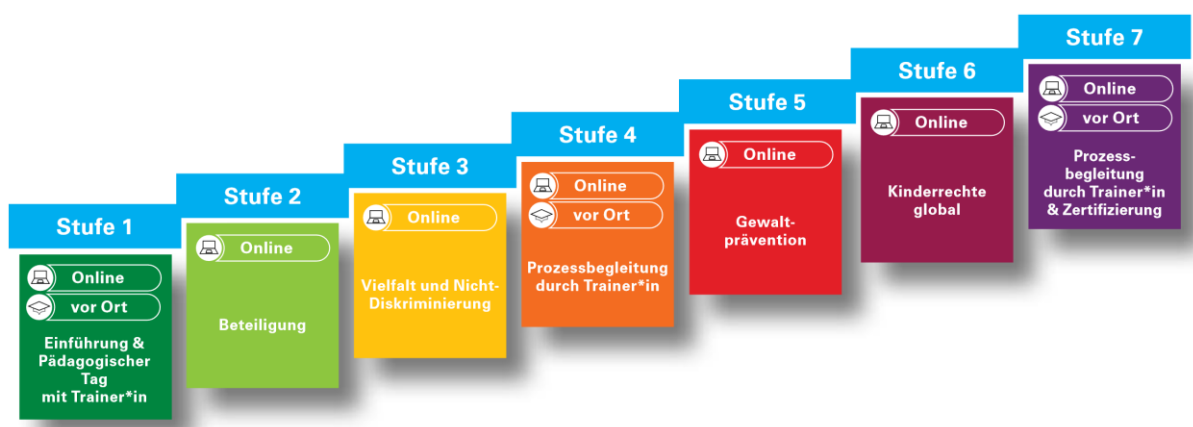 Stufe 1
Online
vor Ort
Einführung &
Pädagogischer
Tag
mit Trainer*in
Stufe 2
Online
Beteiligung
Stufe 3
Online
Vielfalt und Nicht-
Diskriminierung
Stufe 4
Online
vor Ort
Prozessbegleitung
durch Trainer*in
Stufe 5
Online
Gewalt-
prävention
Stufe 6
Online
Kinderrechte
global
Stufe 7
Online
vor Ort
Prozess-
begleitung
durch Trainer*in
& Zertifizierung